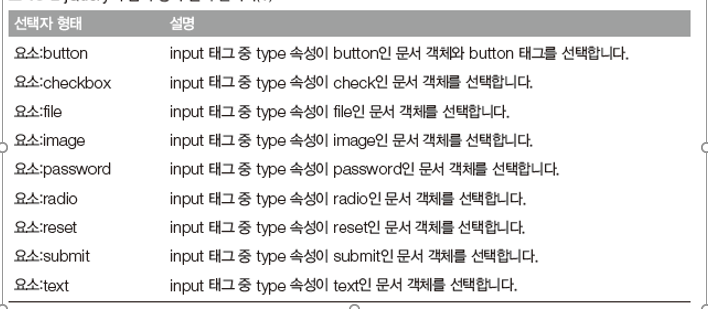 선택자 형태 설명
요소:button input 태그 중 type 속성이 button인 문서 객체와 button 태그를 선택합니다.
요소:checkbox input 태그 중 type 속성이 check인 문서 객체를 선택합니다.
요소:file input 태그 중 type 속성이 file인 문서 객체를 선택합니다.
요소:image input 태그 중 type 속성이 image인 문서 객체를 선택합니다.
요소:password input 태그 중 type 속성이 password인 문서 객체를 선택합니다.
요소:radio input 태그 중 type 속성이 radio인 문서 객체를 선택합니다.
요소:reset input 태그 중 type 속성이 reset인 문서 객체를 선택합니다.
요소:submit input 태그 중 type 속성이 submit인 문서 객체를 선택합니다.
요소:text input 태그 중 type 속성이 text인 문서 객체를 선택합니다.